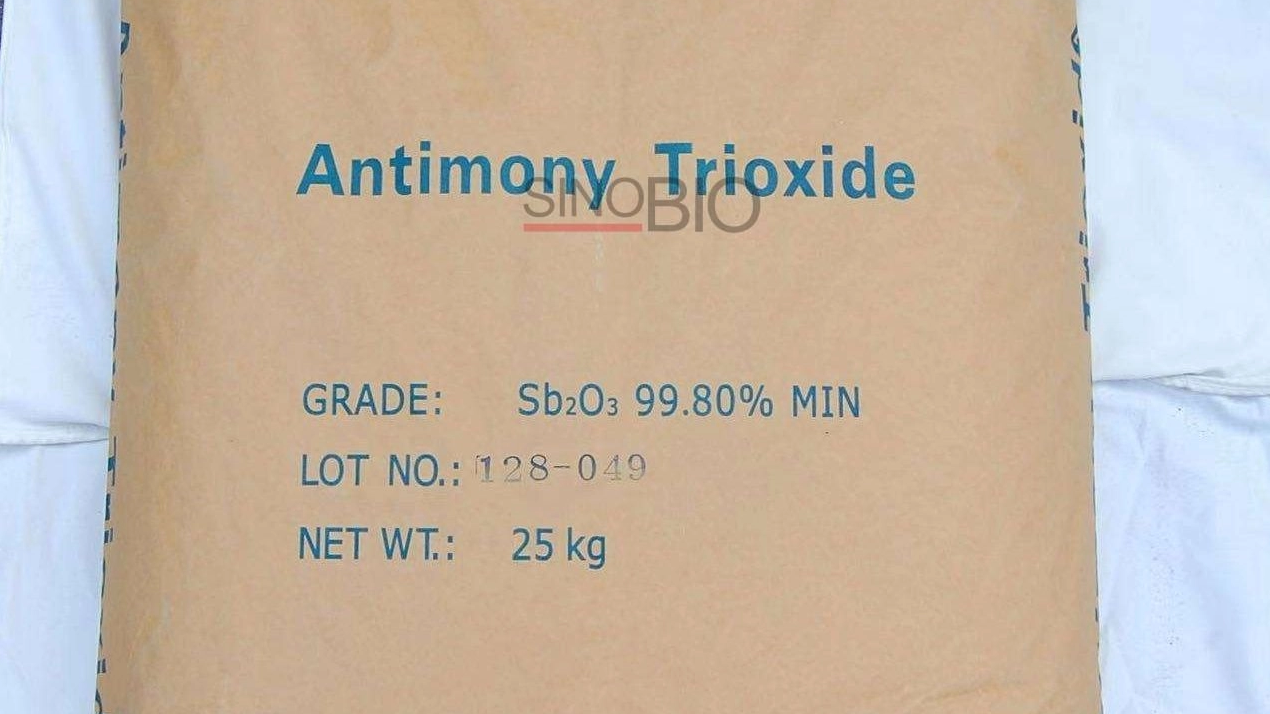 Antimony Trioxide
SINOBIO
GRADE: Sb₂O₃ 99.80% MIN
LOT NO.: 128-049
NET WT.: 25 kg